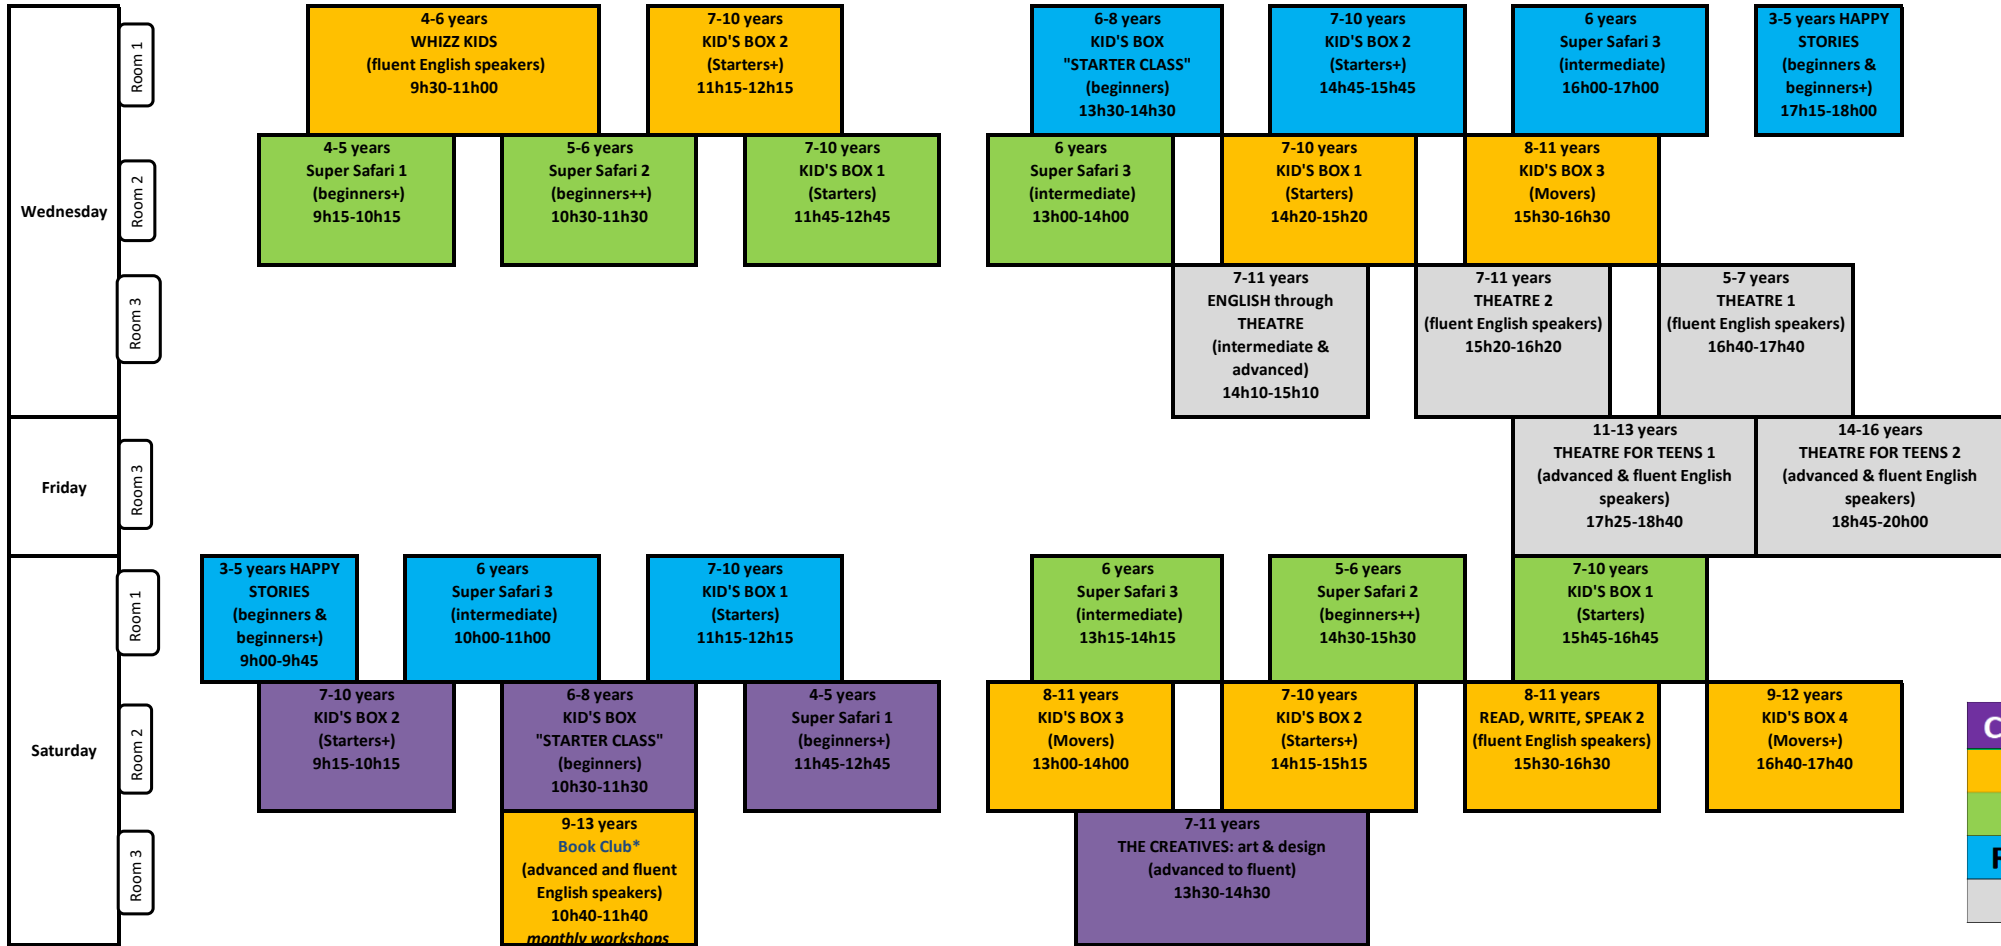 Wednesday
Room 1
4-6 years
WHIZZ KIDS
(fluent English speakers)
9h30-11h00
7-10 years
KID'S BOX 2
(Starters+)
11h15-12h15
6-8 years
KID'S BOX
"STARTER CLASS"
(beginners)
13h30-14h30
7-10 years
KID'S BOX 2
(Starters+)
14h45-15h45
6 years
Super Safari 3
(intermediate)
16h00-17h00
3-5 years HAPPY
STORIES
(beginners &
beginners+)
17h15-18h00
Room 2
4-5 years
Super Safari 1
(beginners+)
9h15-10h15
5-6 years
Super Safari 2
(beginners++)
10h30-11h30
7-10 years
KID'S BOX 1
(Starters)
11h45-12h45
6 years
Super Safari 3
(intermediate)
13h00-14h00
7-10 years
KID'S BOX 1
(Starters)
14h20-15h20
8-11 years
KID'S BOX 3
(Movers)
15h30-16h30
Room 3
7-11 years
ENGLISH through
THEATRE
(intermediate &
advanced)
14h10-15h10
7-11 years
THEATRE 2
(fluent English speakers)
15h20-16h20
5-7 years
THEATRE 1
(fluent English speakers)
16h40-17h40
Friday
Room 3
11-13 years
THEATRE FOR TEENS 1
(advanced & fluent English
speakers)
17h25-18h40
14-16 years
THEATRE FOR TEENS 2
(advanced & fluent English
speakers)
18h45-20h00
Saturday
Room 1
3-5 years HAPPY
STORIES
(beginners &
beginners+)
9h00-9h45
6 years
Super Safari 3
(intermediate)
10h00-11h00
7-10 years
KID'S BOX 1
(Starters)
11h15-12h15
6 years
Super Safari 3
(intermediate)
13h15-14h15
5-6 years
Super Safari 2
(beginners++)
14h30-15h30
7-10 years
KID'S BOX 1
(Starters)
15h45-16h45
Room 2
7-10 years
KID'S BOX 2
(Starters+)
9h15-10h15
6-8 years
KID'S BOX
"STARTER CLASS"
(beginners)
10h30-11h30
4-5 years
Super Safari 1
(beginners+)
11h45-12h45
8-11 years
KID'S BOX 3
(Movers)
13h00-14h00
7-10 years
KID'S BOX 2
(Starters+)
14h15-15h15
8-11 years
READ, WRITE, SPEAK 2
(fluent English speakers)
15h30-16h30
9-12 years
KID'S BOX 4
(Movers+)
16h40-17h40
Room 3
9-13 years
Book Club*
(advanced and fluent
English speakers)
10h40-11h40
monthly workshops
7-11 years
THE CREATIVES: art & design
(advanced to fluent)
13h30-14h30